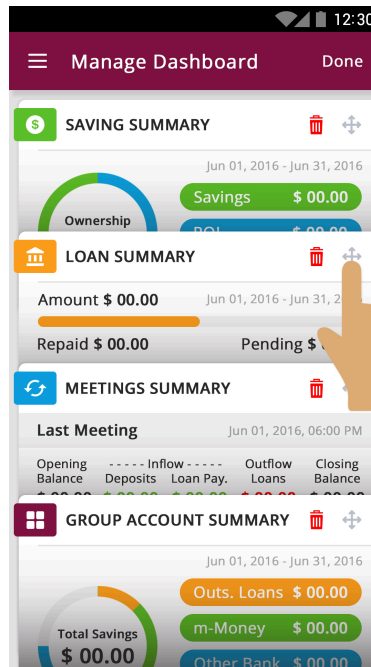 12:30
Manage Dashboard Done
$ SAVING SUMMARY
Jun 01, 2016 - Jun 31, 2016
Savings $ 00.00
Ownership
LOAN SUMMARY
Amount $ 00.00 Jun 01, 2016 - Jun 31, 2
Repaid $ 00.00 Pending $
MEETINGS SUMMARY
Last Meeting Jun 01, 2016, 06:00 PM
Opening - - - - - Inflow - - - - - Outflow Closing
Balance Deposits Loan Pay. Loans Balance
GROUP ACCOUNT SUMMARY
Jun 01, 2016 - Jun 31, 2016
Outs. Loans $ 00.00
Total Savings m-Money $ 00.00
$ 00.00 Other Bank $ 00.00